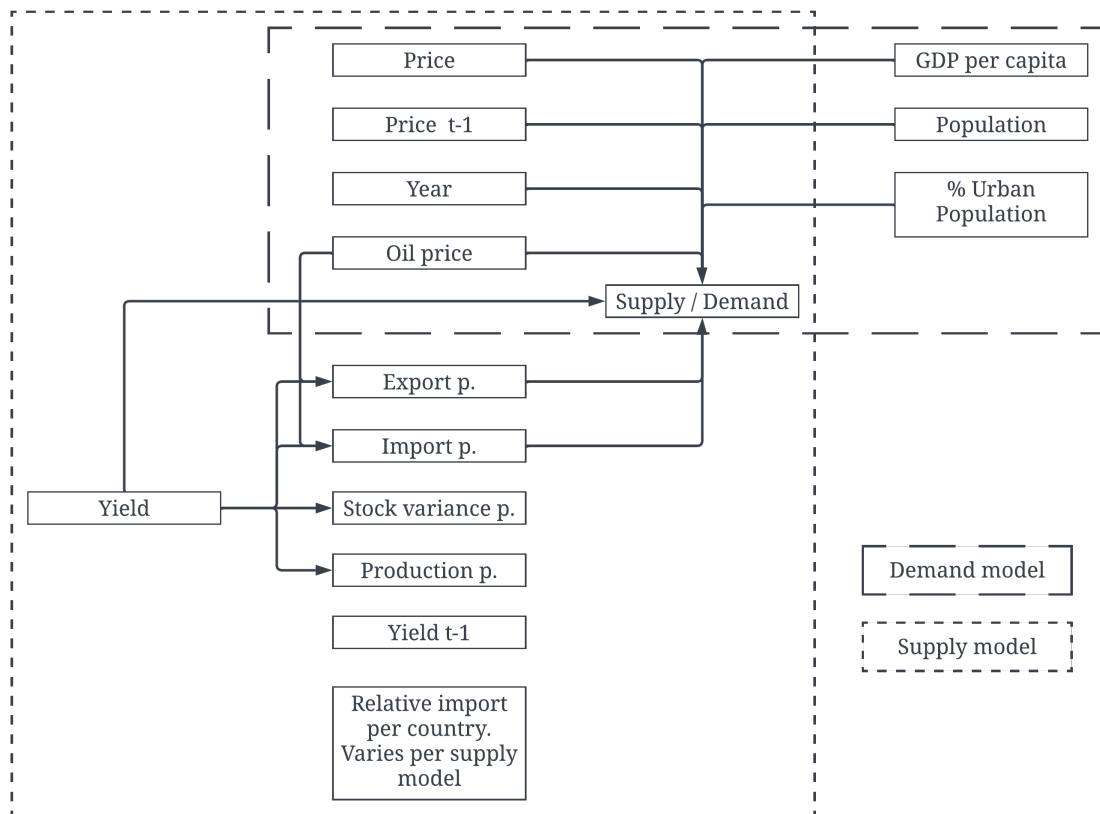 Price
GDP per capita
Price t-1
Population
Year
% Urban
Population
Oil price
Supply / Demand
Export p.
Import p.
Yield
Stock variance p.
Production p.
Demand model
Yield t-1
Supply model
Relative import
per country.
Varies per supply
model